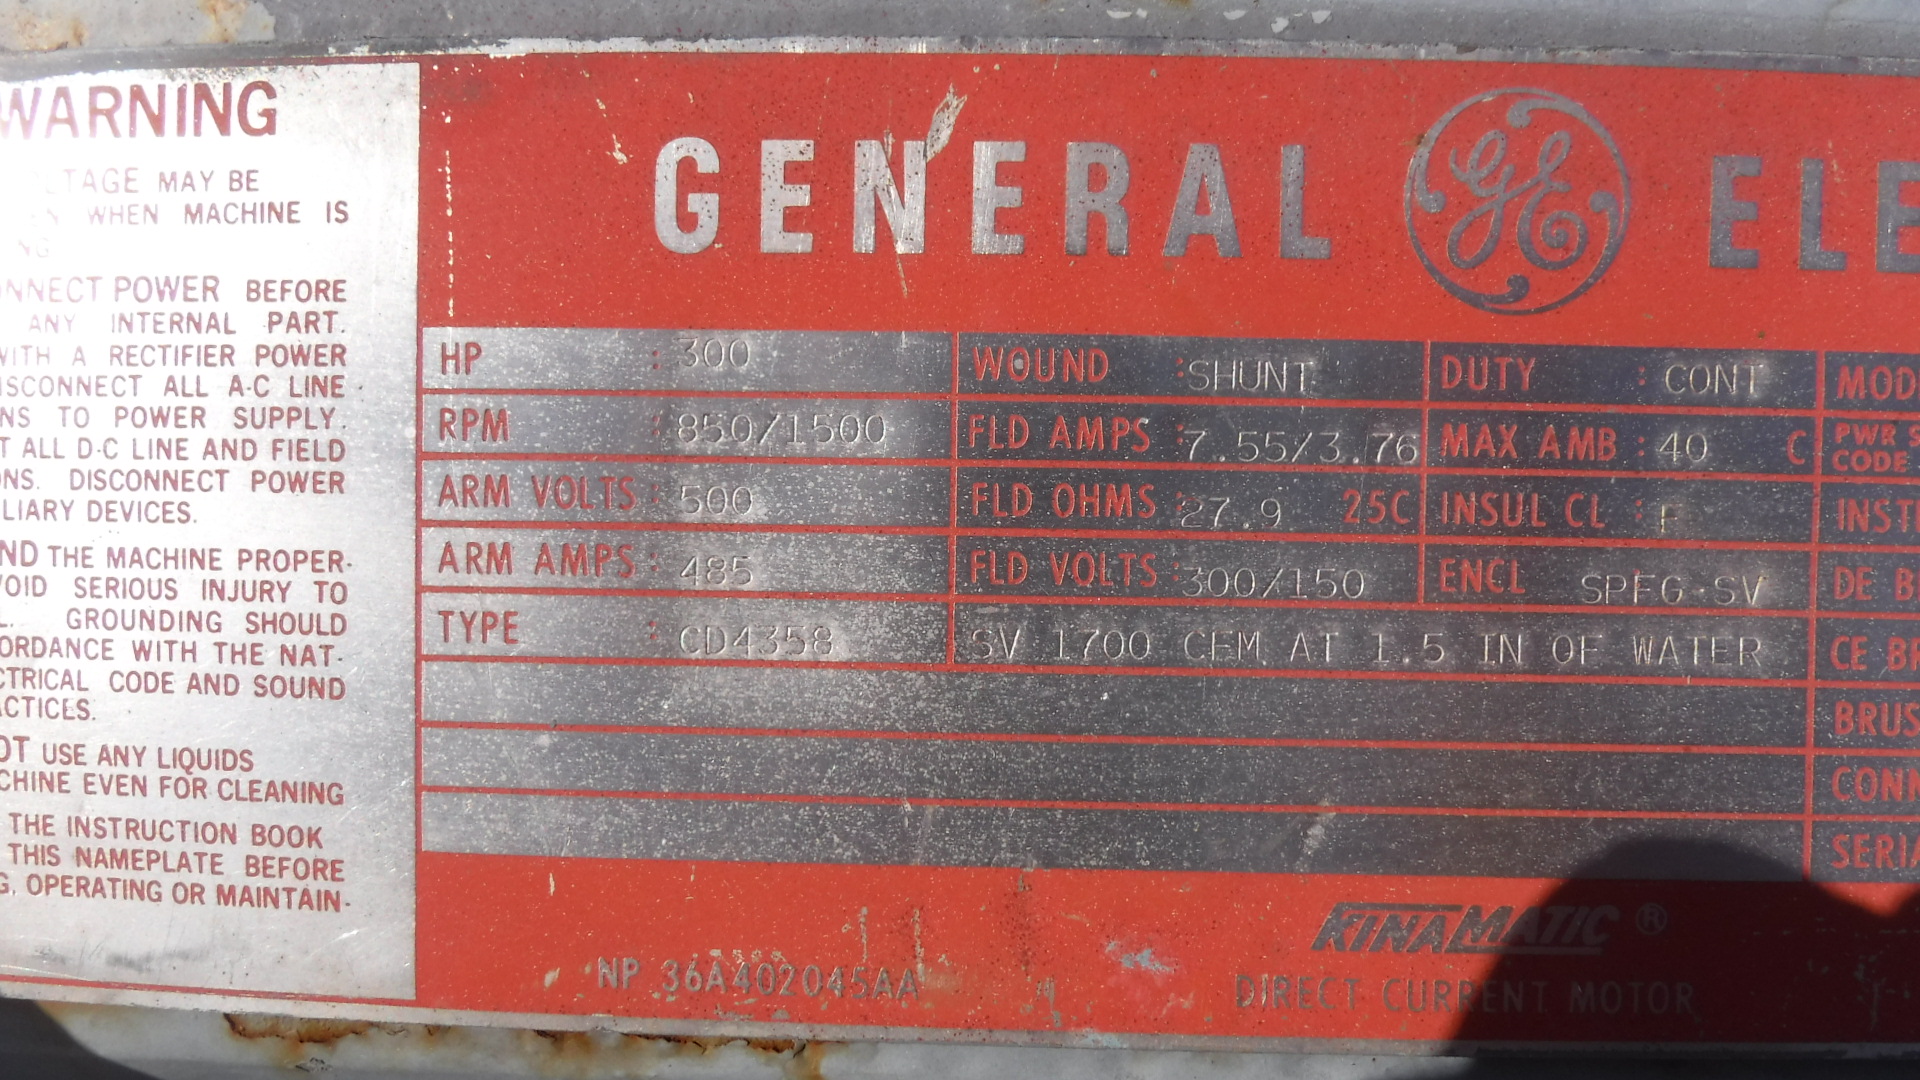 WARNING
TAGE MAY BE
WHEN MACHINE IS
NG
NNECT POWER BEFORE
ANY INTERNAL PART.
WITH A RECTIFIER POWER
ISCONNECT ALL A-C LINE
NS TO POWER SUPPLY.
T ALL D-C LINE AND FIELD
ONS. DISCONNECT POWER
LIARY DEVICES.
ND THE MACHINE PROPER-
VOID SERIOUS INJURY TO
L. GROUNDING SHOULD
ORDANCE WITH THE NAT-
CTRICAL CODE AND SOUND
ACTICES.
OT USE ANY LIQUIDS
CHINE EVEN FOR CLEANING
THE INSTRUCTION BOOK
THIS NAMEPLATE BEFORE
G, OPERATING OR MAINTAIN-
GENERAL GE ELE
HP : 300 WOUND : SHUNT DUTY : CONT MOD
RPM : 850/1500 FLD AMPS : 7.55/3.76 MAX AMB : 40 C PWR S
CODE
ARM VOLTS : 500 FLD OHMS : 27.9 25C INSUL CL : F INST
ARM AMPS : 485 FLD VOLTS : 300/150 ENCL : SPFG-SV DE B
TYPE : CD4358 SV 1700 CFM AT 1.5 IN OF WATER CE BR
BRUS
CONN
SERIA
KINAMATIC ®
NP 36A402045AA DIRECT CURRENT MOTOR